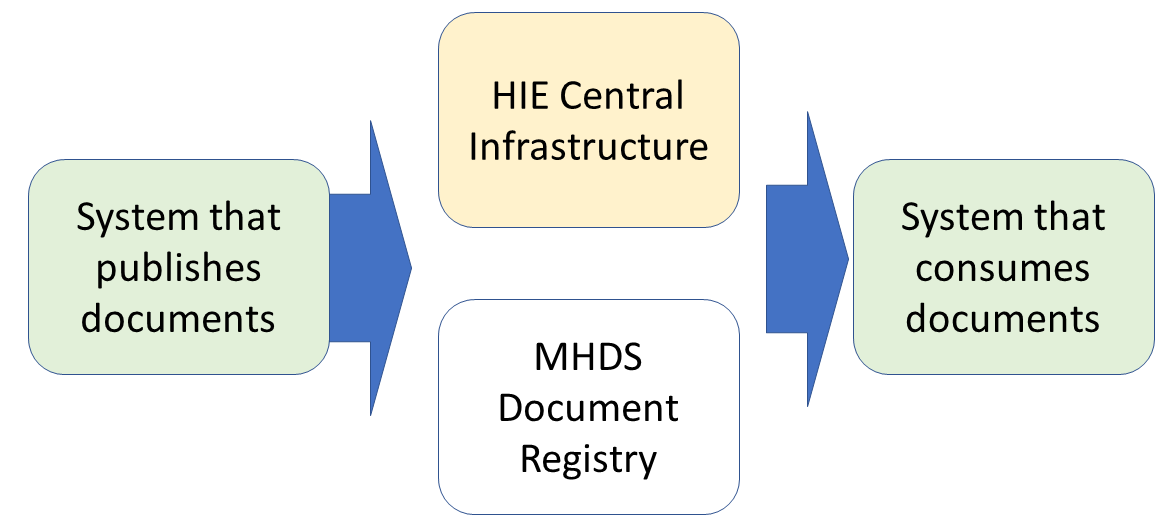 System that
publishes
documents
HIE Central
Infrastructure
MHDS
Document
Registry
System that
consumes
documents